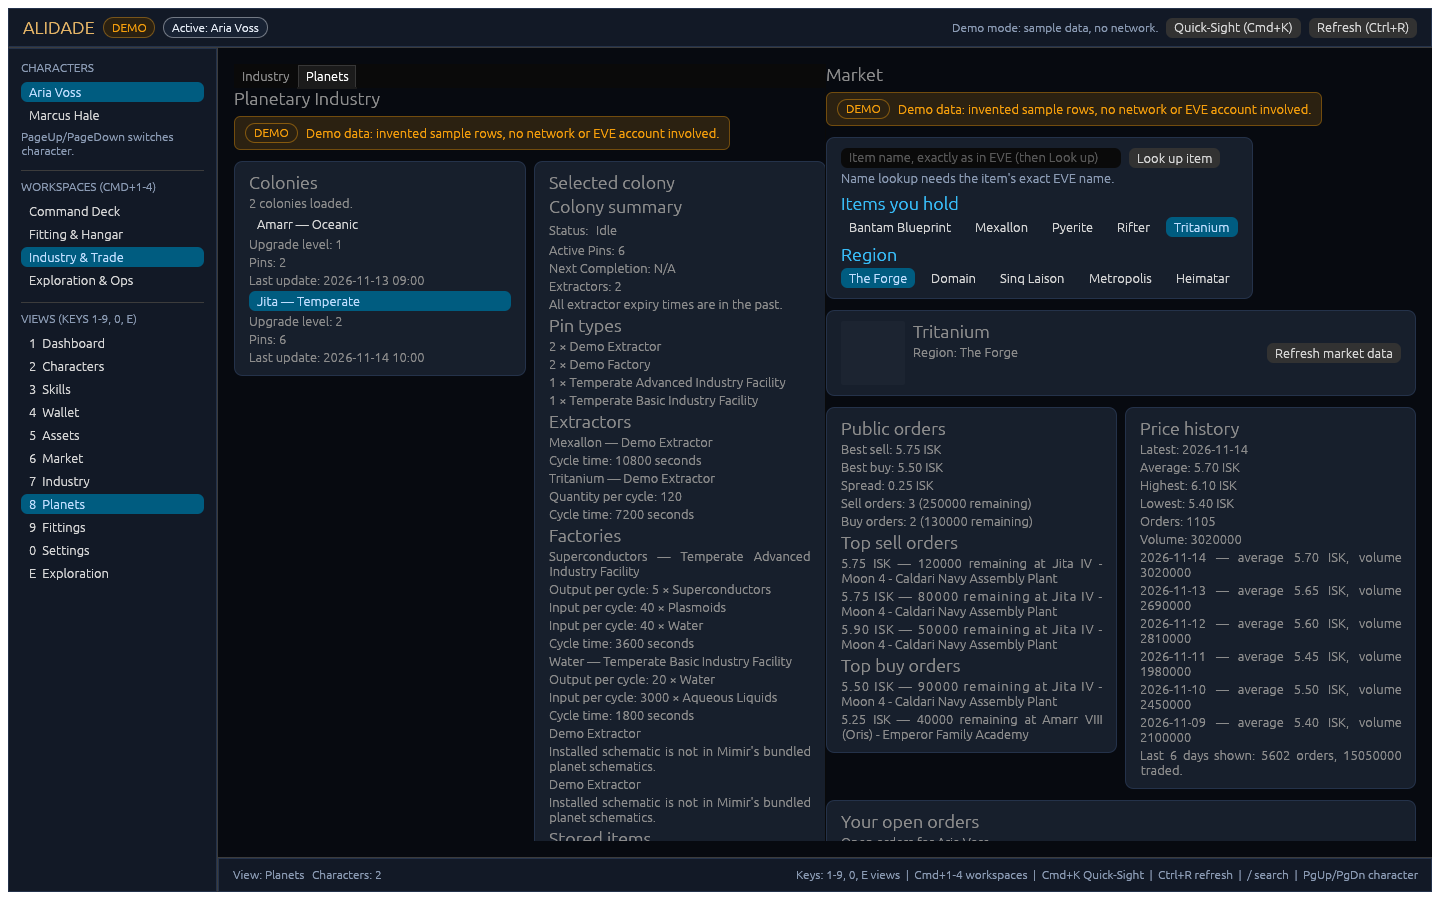 ALIDADE DEMO Active: Aria Voss Demo mode: sample data, no network. Quick-Sight (Cmd+K) Refresh (Ctrl+R)
CHARACTERS
Aria Voss
Marcus Hale
PageUp/PageDown switches
character.
WORKSPACES (CMD+1-4)
Command Deck
Fitting & Hangar
Industry & Trade
Exploration & Ops
VIEWS (KEYS 1-9, 0, E)
1 Dashboard
2 Characters
3 Skills
4 Wallet
5 Assets
6 Market
7 Industry
8 Planets
9 Fittings
0 Settings
E Exploration
Industry Planets
Planetary Industry
DEMO Demo data: invented sample rows, no network or EVE account involved.
Colonies
2 colonies loaded.
Amarr — Oceanic
Upgrade level: 1
Pins: 2
Last update: 2026-11-13 09:00
Jita — Temperate
Upgrade level: 2
Pins: 6
Last update: 2026-11-14 10:00
Selected colony
Colony summary
Status: Idle
Active Pins: 6
Next Completion: N/A
Extractors: 2
All extractor expiry times are in the past.
Pin types
2 × Demo Extractor
2 × Demo Factory
1 × Temperate Advanced Industry Facility
1 × Temperate Basic Industry Facility
Extractors
Mexallon — Demo Extractor
Cycle time: 10800 seconds
Tritanium — Demo Extractor
Quantity per cycle: 120
Cycle time: 7200 seconds
Factories
Superconductors — Temperate Advanced
Industry Facility
Output per cycle: 5 × Superconductors
Input per cycle: 40 × Plasmoids
Input per cycle: 40 × Water
Cycle time: 3600 seconds
Water — Temperate Basic Industry Facility
Output per cycle: 20 × Water
Input per cycle: 3000 × Aqueous Liquids
Cycle time: 1800 seconds
Demo Extractor
Installed schematic is not in Mimir's bundled
planet schematics.
Demo Extractor
Installed schematic is not in Mimir's bundled
planet schematics.
Stored items
Market
DEMO Demo data: invented sample rows, no network or EVE account involved.
Item name, exactly as in EVE (then Look up) Look up item
Name lookup needs the item's exact EVE name.
Items you hold
Bantam Blueprint Mexallon Pyerite Rifter Tritanium
Region
The Forge Domain Sinq Laison Metropolis Heimatar
Tritanium
Region: The Forge
Refresh market data
Public orders
Best sell: 5.75 ISK
Best buy: 5.50 ISK
Spread: 0.25 ISK
Sell orders: 3 (250000 remaining)
Buy orders: 2 (130000 remaining)
Top sell orders
5.75 ISK — 120000 remaining at Jita IV -
Moon 4 - Caldari Navy Assembly Plant
5.75 ISK — 80000 remaining at Jita IV -
Moon 4 - Caldari Navy Assembly Plant
5.90 ISK — 50000 remaining at Jita IV -
Moon 4 - Caldari Navy Assembly Plant
Top buy orders
5.50 ISK — 90000 remaining at Jita IV -
Moon 4 - Caldari Navy Assembly Plant
5.25 ISK — 40000 remaining at Amarr VIII
(Oris) - Emperor Family Academy
Price history
Latest: 2026-11-14
Average: 5.70 ISK
Highest: 6.10 ISK
Lowest: 5.40 ISK
Orders: 1105
Volume: 3020000
2026-11-14 — average 5.70 ISK, volume
3020000
2026-11-13 — average 5.65 ISK, volume
2690000
2026-11-12 — average 5.60 ISK, volume
2810000
2026-11-11 — average 5.45 ISK, volume
1980000
2026-11-10 — average 5.50 ISK, volume
2450000
2026-11-09 — average 5.40 ISK, volume
2100000
Last 6 days shown: 5602 orders, 15050000
traded.
Your open orders
Open orders for Aria Voss
View: Planets Characters: 2 Keys: 1-9, 0, E views | Cmd+1-4 workspaces | Cmd+K Quick-Sight | Ctrl+R refresh | / search | PgUp/PgDn character